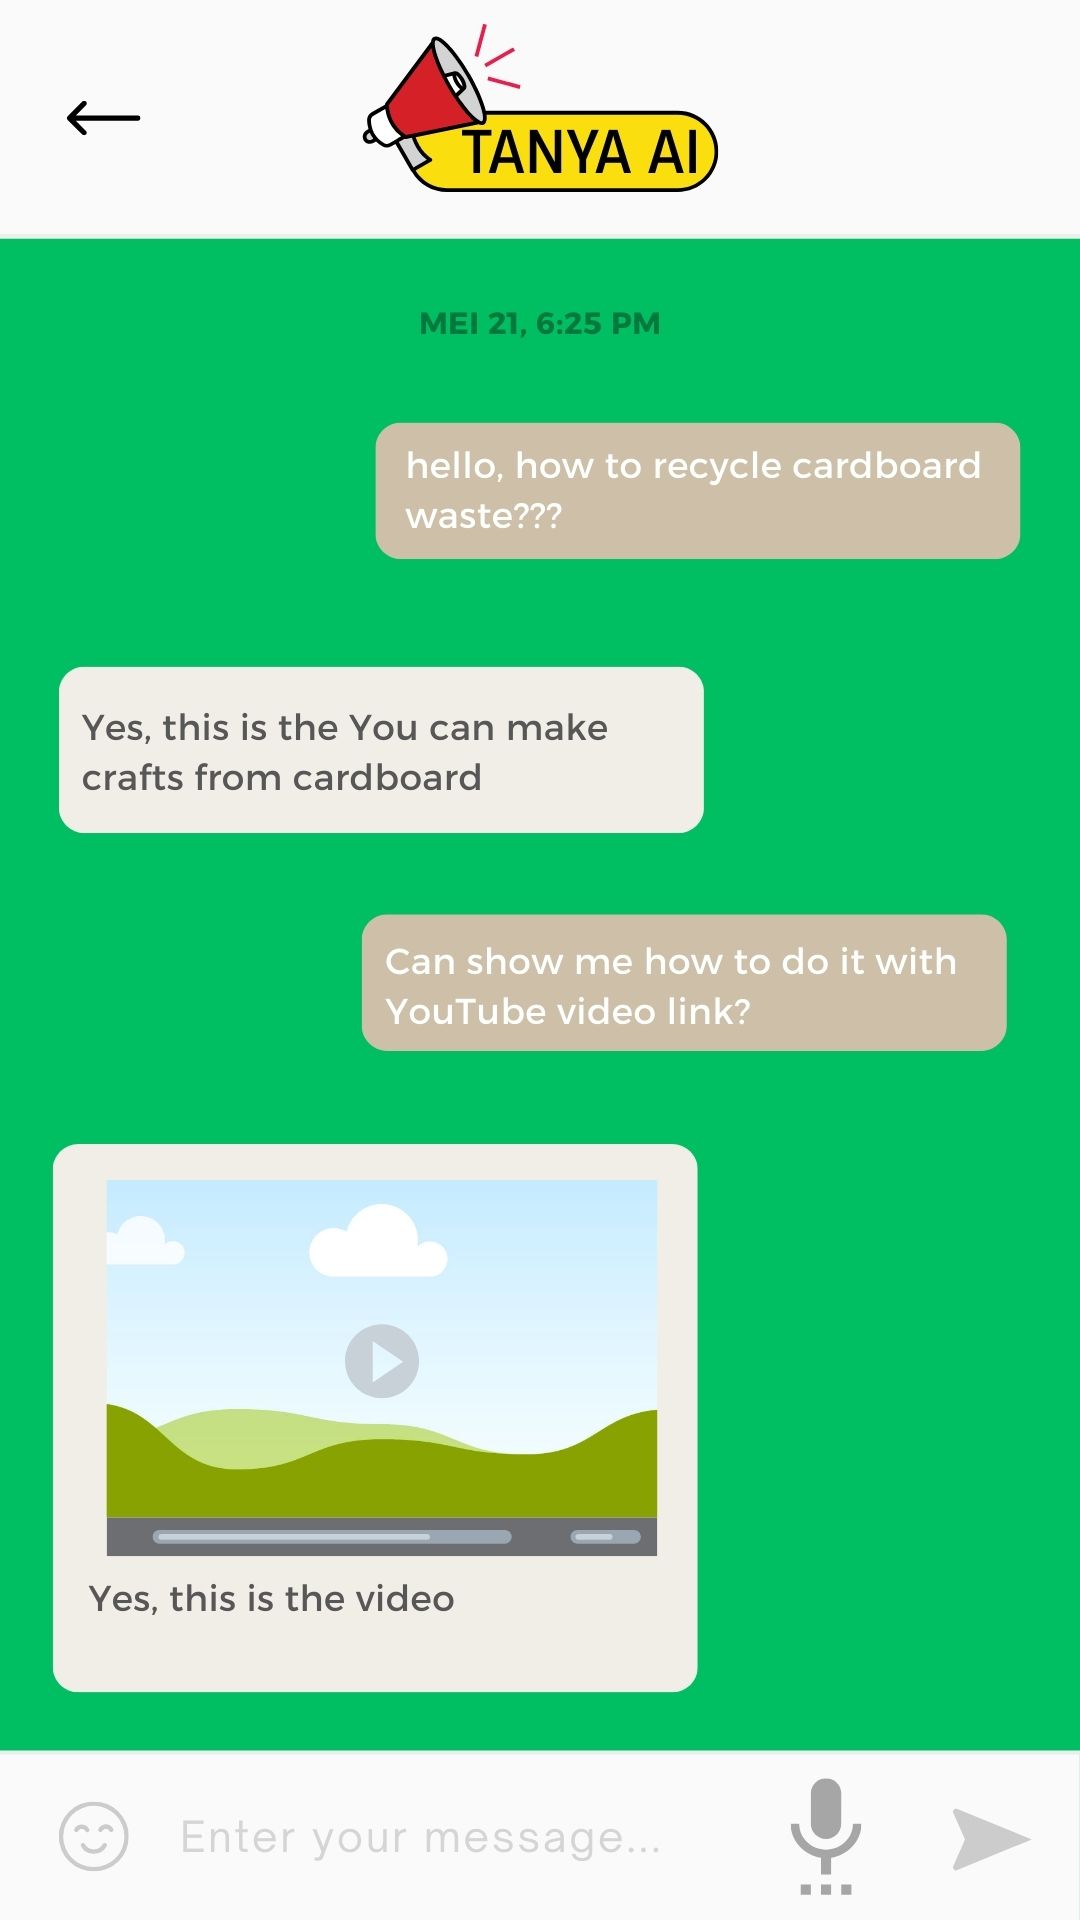 TANYA AI
MEI 21, 6:25 PM
hello, how to recycle cardboard
waste???
Yes, this is the You can make
crafts from cardboard
Can show me how to do it with
YouTube video link?
Yes, this is the video
Enter your message...